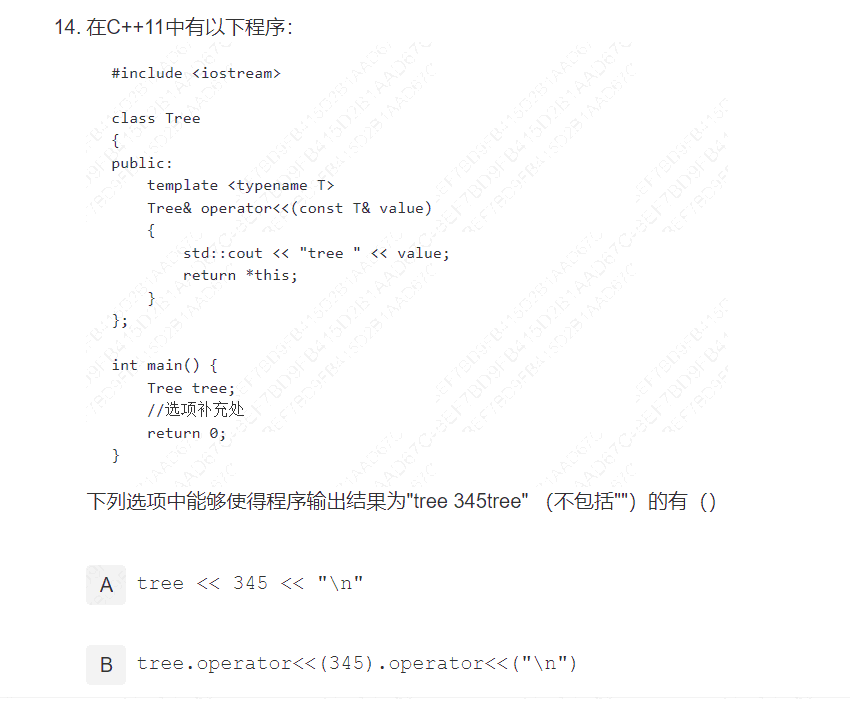 14. 在C++11中有以下程序：
#include <iostream>
class Tree
{
public:
template <typename T>
Tree& operator<<(const T& value)
{
std::cout << "tree " << value;
return *this;
}
};
int main() {
Tree tree;
//选项补充处
return 0;
}
下列选项中能够使得程序输出结果为"tree 345tree" （不包括""）的有（）
A tree << 345 << "\n"
B tree.operator<<(345).operator<<("\n")